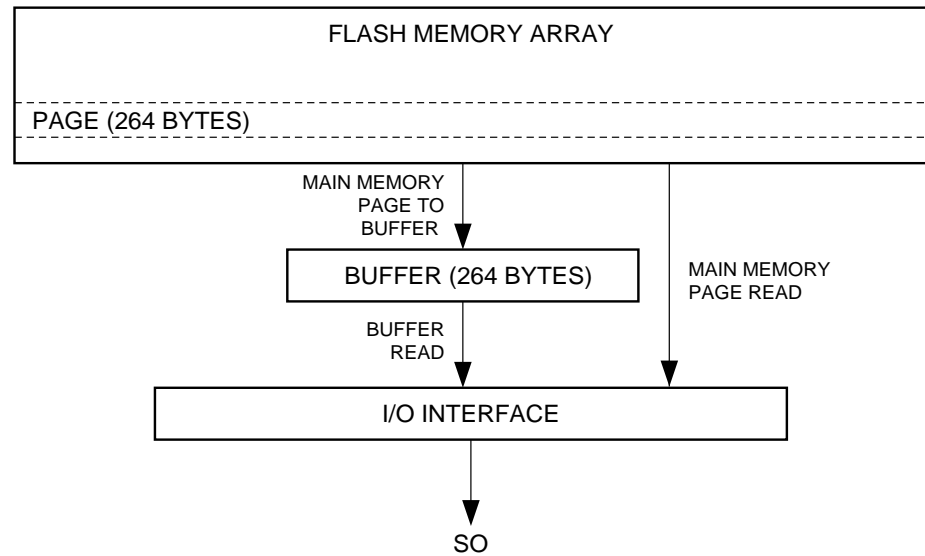 FLASH MEMORY ARRAY
PAGE (264 BYTES)
MAIN MEMORY
PAGE TO
BUFFER
BUFFER (264 BYTES)
MAIN MEMORY
PAGE READ
BUFFER
READ
I/O INTERFACE
SO